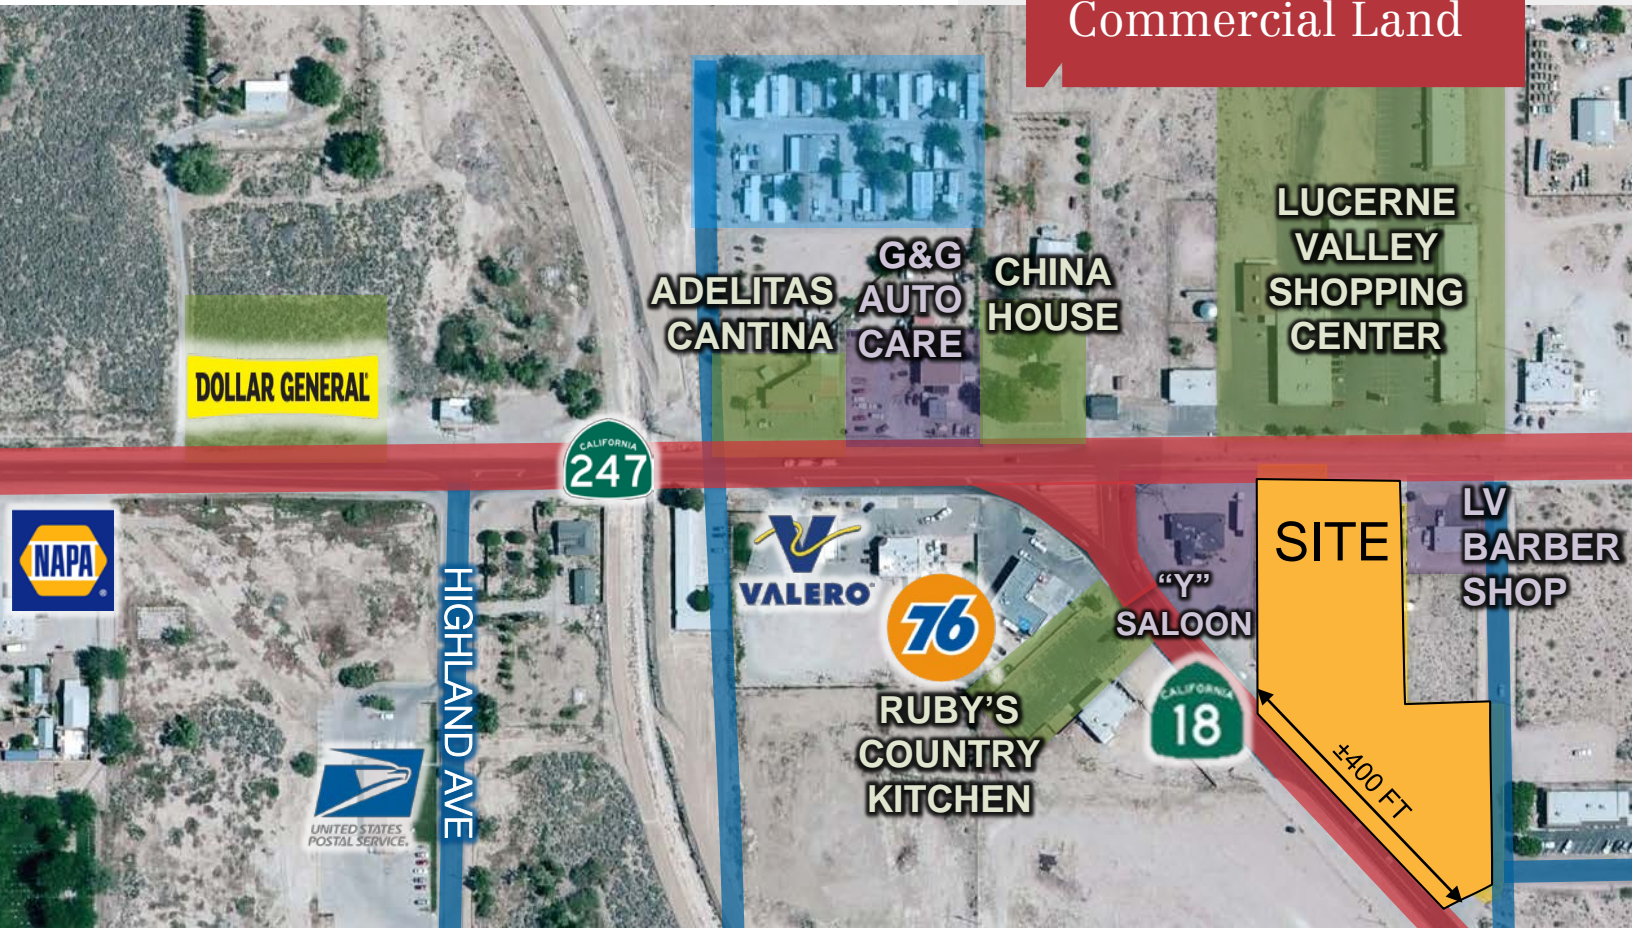 Commercial Land
LUCERNE
VALLEY
SHOPPING
CENTER
G&G
AUTO
CARE
CHINA
HOUSE
ADELITAS
CANTINA
DOLLAR GENERAL
CALIFORNIA
247
NAPA
HIGHLAND AVE
VALERO
76
RUBY’S
COUNTRY
KITCHEN
“Y”
SALOON
SITE
LV
BARBER
SHOP
CALIFORNIA
18
±400 FT
UNITED STATES
POSTAL SERVICE®